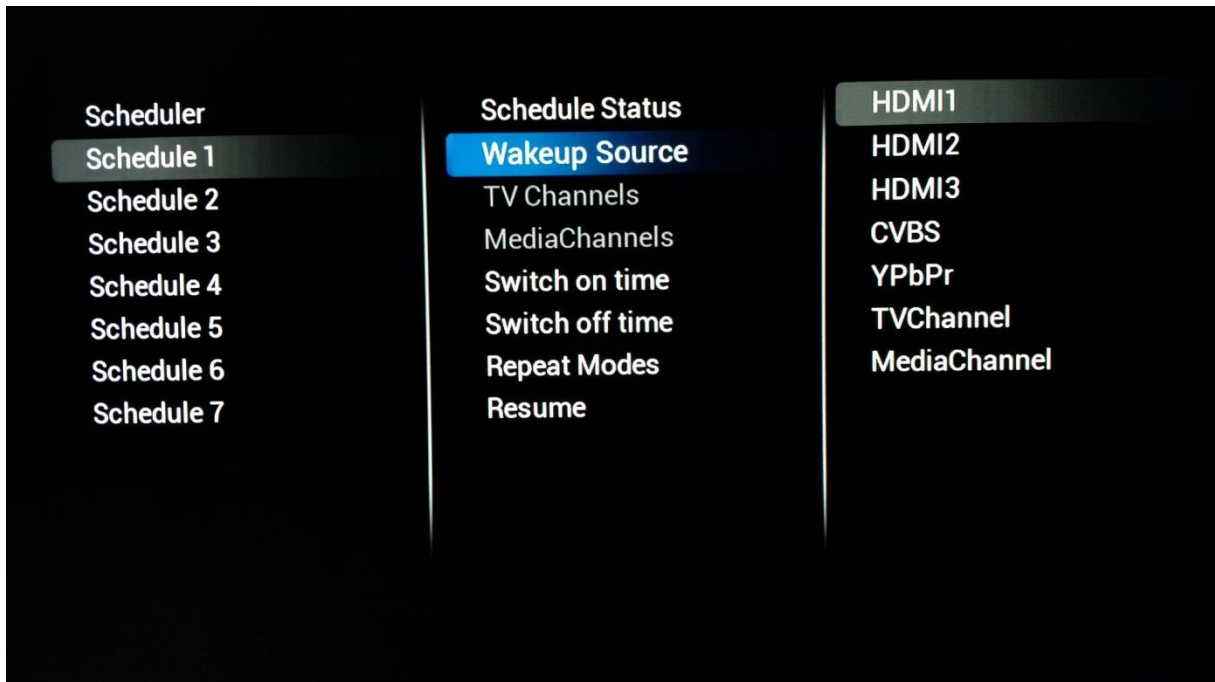 Scheduler
Schedule 1
Schedule 2
Schedule 3
Schedule 4
Schedule 5
Schedule 6
Schedule 7
Schedule Status
Wakeup Source
TV Channels
MediaChannels
Switch on time
Switch off time
Repeat Modes
Resume
HDMI1
HDMI2
HDMI3
CVBS
YPbPr
TVChannel
MediaChannel